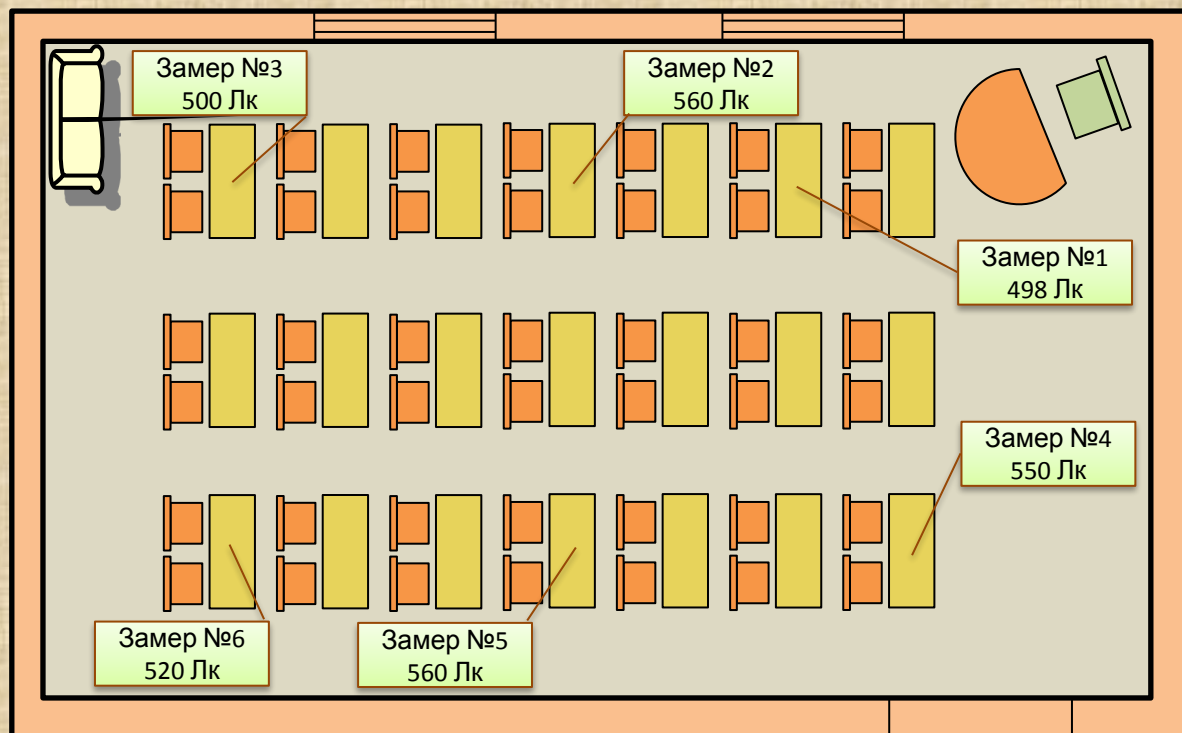 Замер №3
500 Лк
Замер №2
560 Лк
Замер №1
498 Лк
Замер №4
550 Лк
Замер №6
520 Лк
Замер №5
560 Лк